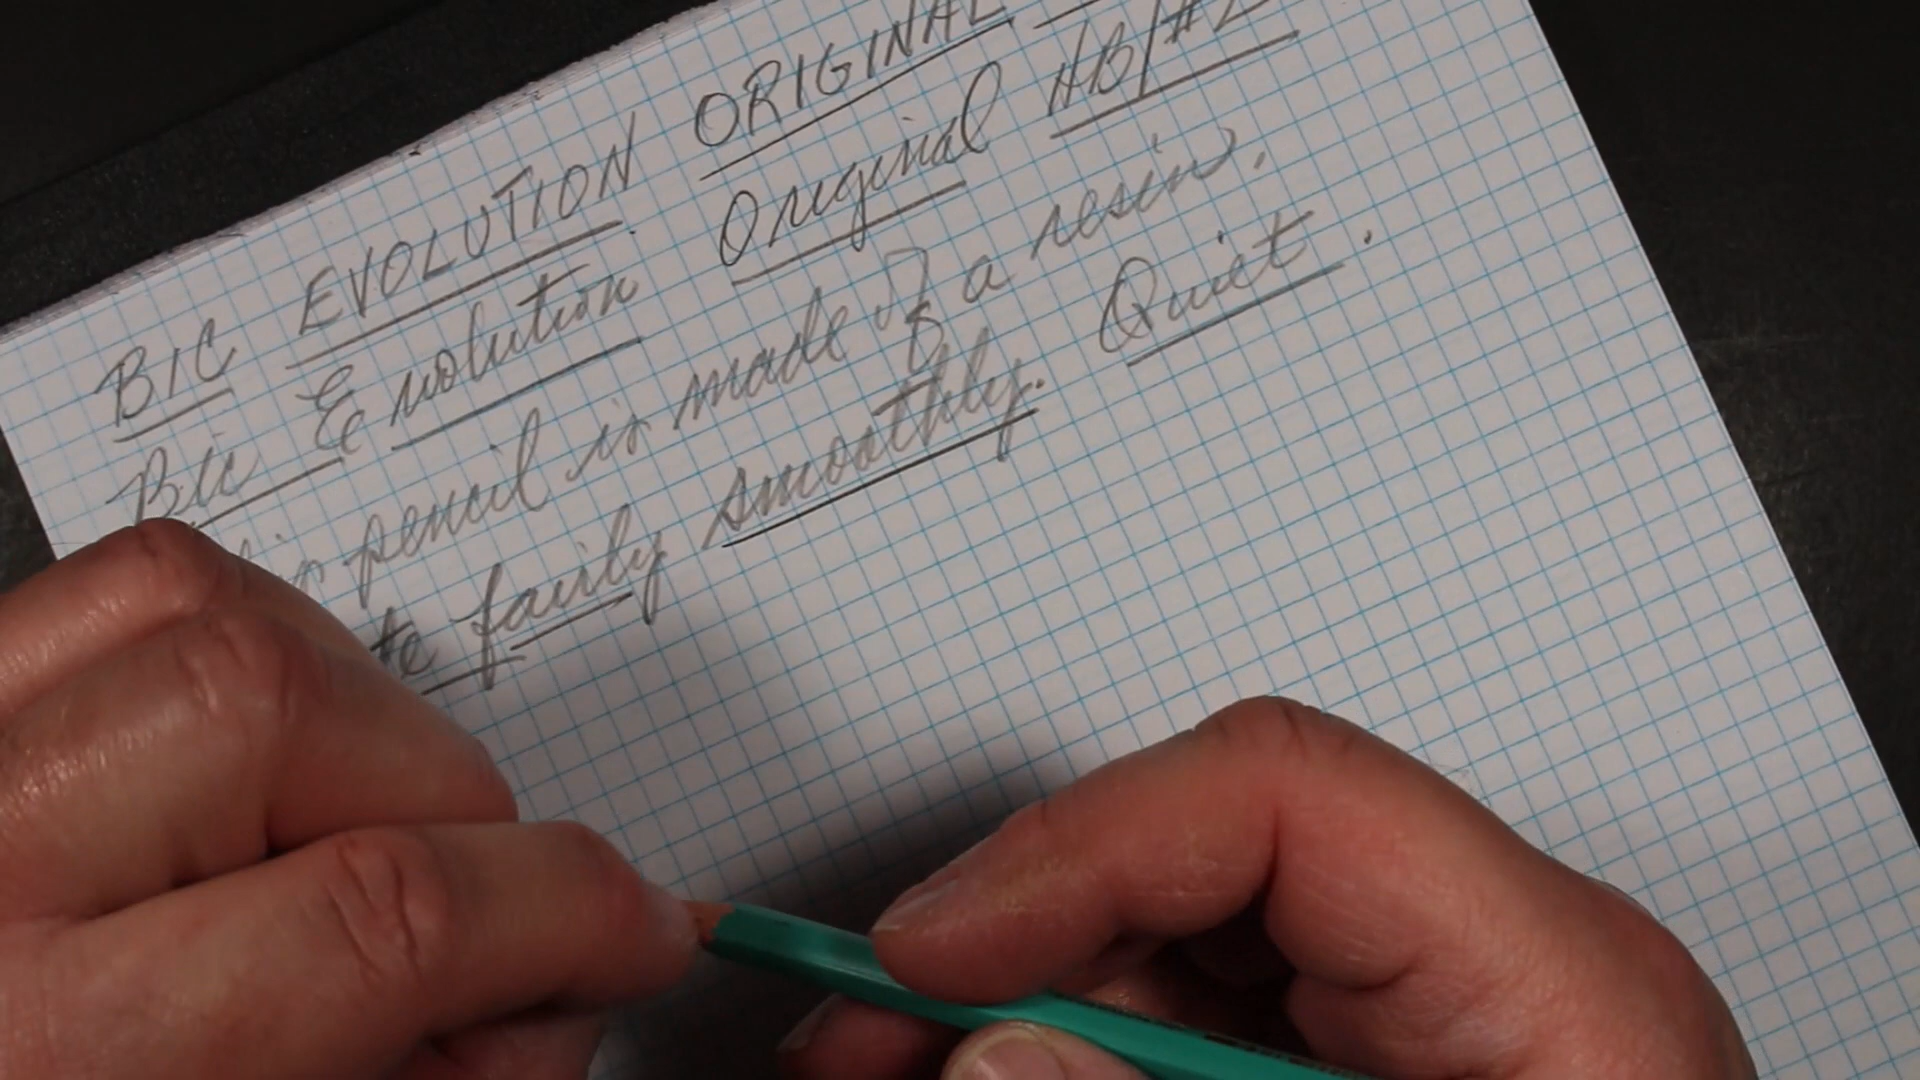 BIC EVOLUTION ORIGINAL
Bic Evolution Original HB/#2
pencil is made of a resin.
fairly smoothly. Quiet.